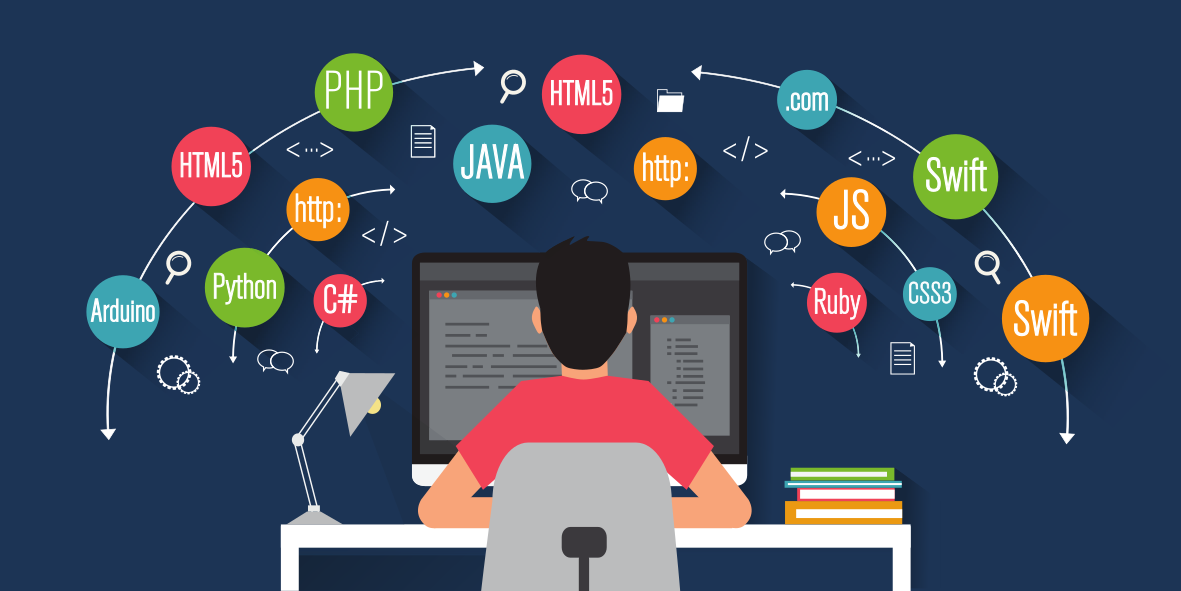 PHP
HTML5
.com
HTML5
JAVA
http:
Swift
http:
JS
Python
C#
Ruby
CSS3
Arduino
Swift